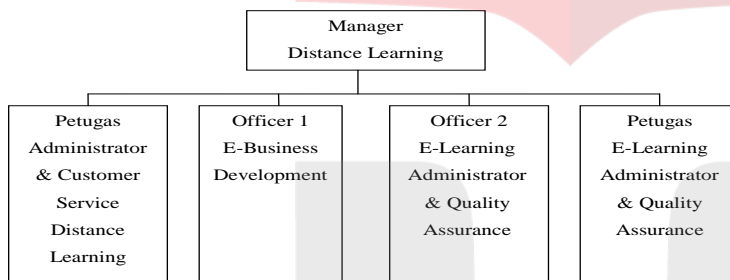 Manager
Distance Learning
Petugas
Administrator
& Customer
Service
Distance
Learning
Officer 1
E-Business
Development
Officer 2
E-Learning
Administrator
& Quality
Assurance
Petugas
E-Learning
Administrator
& Quality
Assurance